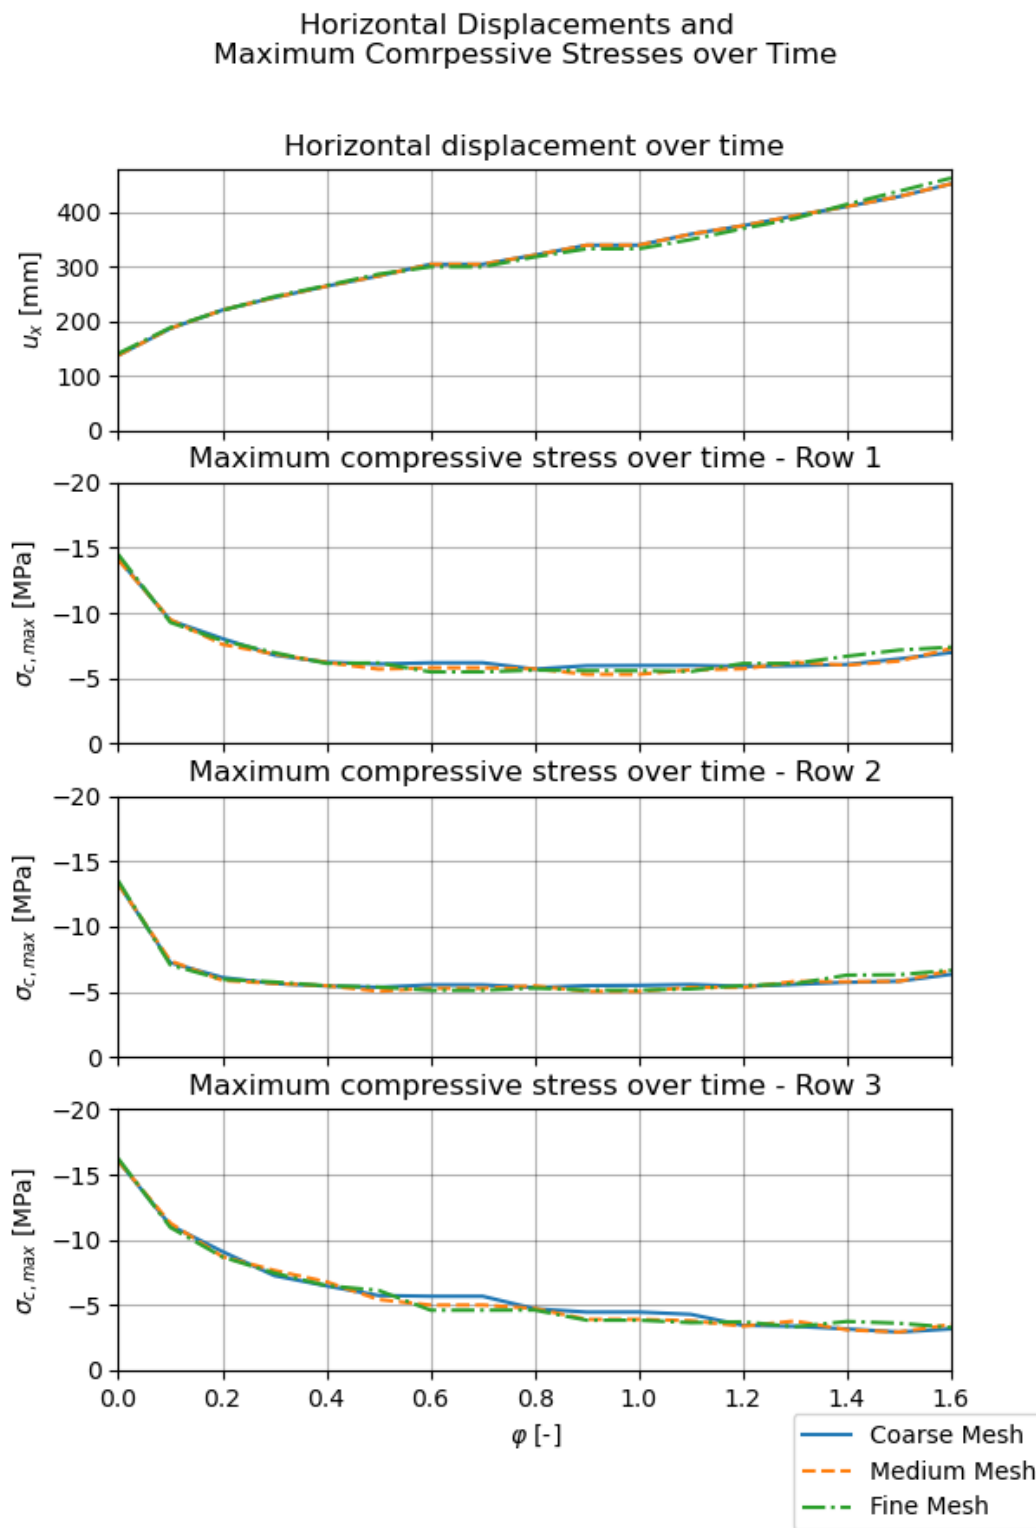 Horizontal Displacements and
Maximum Comrpessive Stresses over Time
Horizontal displacement over time
400
300
200
100
0
u_x [mm]
Maximum compressive stress over time - Row 1
−20
−15
−10
−5
0
σ_{c,max} [MPa]
Maximum compressive stress over time - Row 2
−20
−15
−10
−5
0
σ_{c,max} [MPa]
Maximum compressive stress over time - Row 3
−20
−15
−10
−5
0
σ_{c,max} [MPa]
0.0 0.2 0.4 0.6 0.8 1.0 1.2 1.4 1.6
φ [-]
Coarse Mesh
Medium Mesh
Fine Mesh